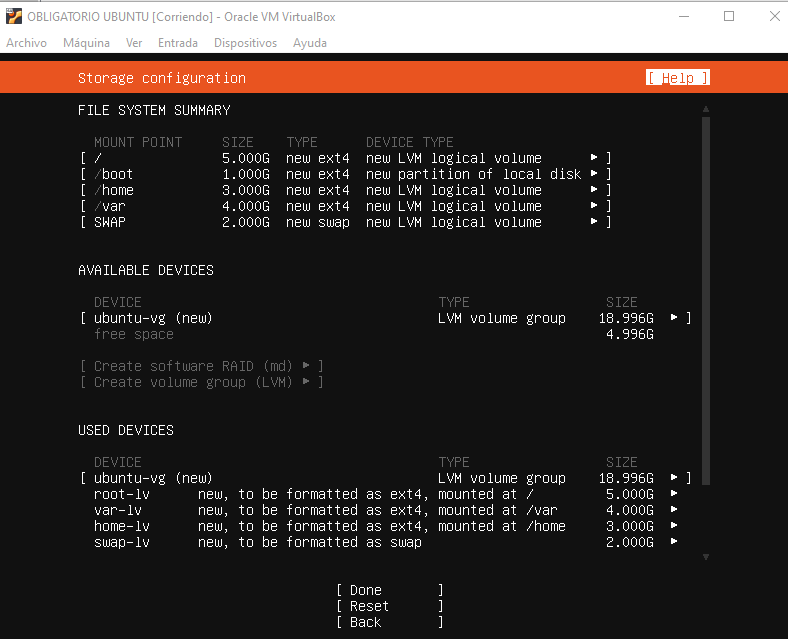 OBLIGATORIO UBUNTU [Corriendo] - Oracle VM VirtualBox
Archivo Máquina Ver Entrada Dispositivos Ayuda
Storage configuration [ Help ]
FILE SYSTEM SUMMARY
MOUNT POINT SIZE TYPE DEVICE TYPE
[ / 5.000G new ext4 new LVM logical volume ▸ ]
[ /boot 1.000G new ext4 new partition of local disk ▸ ]
[ /home 3.000G new ext4 new LVM logical volume ▸ ]
[ /var 4.000G new ext4 new LVM logical volume ▸ ]
[ SWAP 2.000G new swap new LVM logical volume ▸ ]
AVAILABLE DEVICES
DEVICE TYPE SIZE
[ ubuntu-vg (new) LVM volume group 18.996G ▸ ]
free space 4.996G
[ Create software RAID (md) ▸ ]
[ Create volume group (LVM) ▸ ]
USED DEVICES
DEVICE TYPE SIZE
[ ubuntu-vg (new) LVM volume group 18.996G ▸ ]
root-lv new, to be formatted as ext4, mounted at / 5.000G ▸
var-lv new, to be formatted as ext4, mounted at /var 4.000G ▸
home-lv new, to be formatted as ext4, mounted at /home 3.000G ▸
swap-lv new, to be formatted as swap 2.000G ▸
[ Done ]
[ Reset ]
[ Back ]